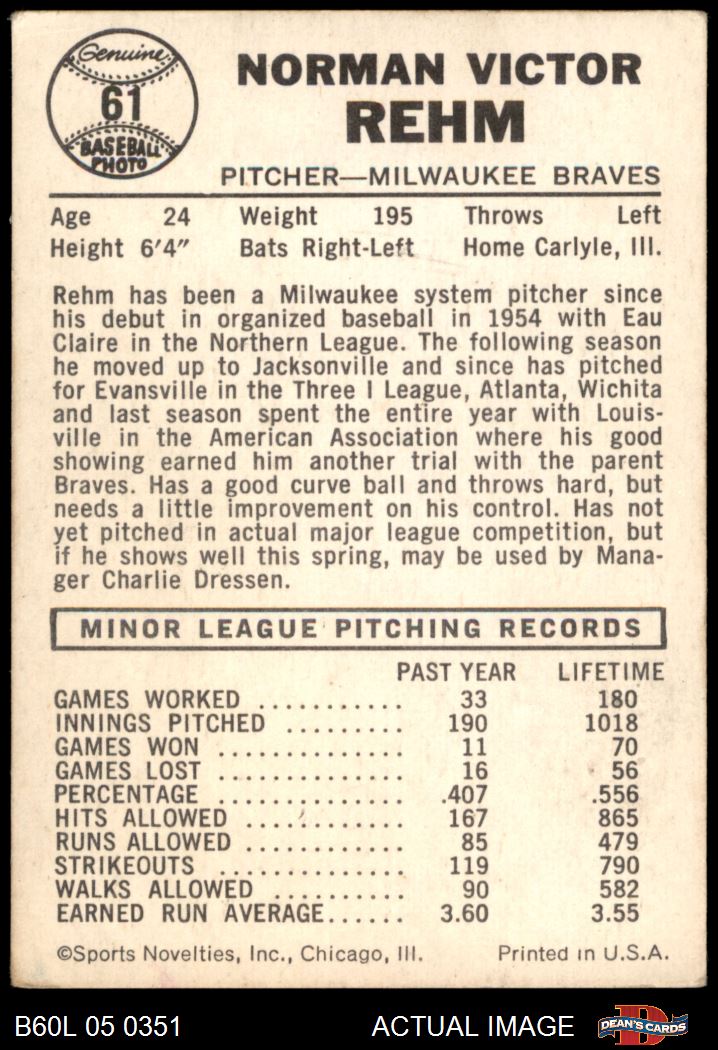 Genuine
61
BASEBALL
PHOTO
NORMAN VICTOR
REHM
PITCHER—MILWAUKEE BRAVES
Age 24 Weight 195 Throws Left
Height 6'4" Bats Right-Left Home Carlyle, Ill.
Rehm has been a Milwaukee system pitcher since
his debut in organized baseball in 1954 with Eau
Claire in the Northern League. The following season
he moved up to Jacksonville and since has pitched
for Evansville in the Three I League, Atlanta, Wichita
and last season spent the entire year with Louis-
ville in the American Association where his good
showing earned him another trial with the parent
Braves. Has a good curve ball and throws hard, but
needs a little improvement on his control. Has not
yet pitched in actual major league competition, but
if he shows well this spring, may be used by Mana-
ger Charlie Dressen.
MINOR LEAGUE PITCHING RECORDS
PAST YEAR LIFETIME
GAMES WORKED ........... 33 180
INNINGS PITCHED ......... 190 1018
GAMES WON .............. 11 70
GAMES LOST .............. 16 56
PERCENTAGE .............. .407 .556
HITS ALLOWED ............ 167 865
RUNS ALLOWED ............ 85 479
STRIKEOUTS .............. 119 790
WALKS ALLOWED .......... 90 582
EARNED RUN AVERAGE...... 3.60 3.55
©Sports Novelties, Inc., Chicago, Ill. Printed in U.S.A.
B60L 05 0351 ACTUAL IMAGE D DEAN'S CARDS